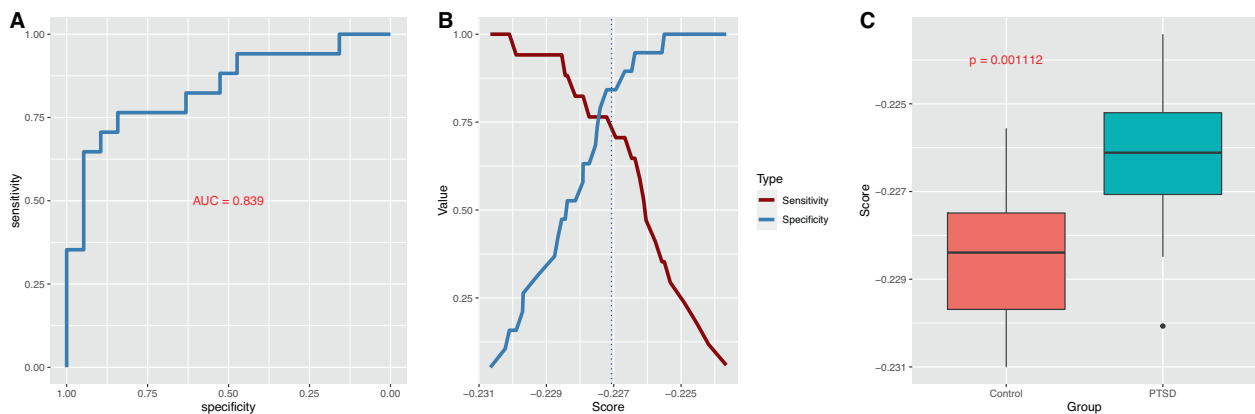 A
1.00
0.75
0.50
0.25
0.00
sensitivity
AUC = 0.839
1.00
0.75
0.50
0.25
0.00
specificity
B
1.00
0.75
0.50
0.25
Value
−0.231
−0.229
−0.227
−0.225
Score
Type
Sensitivity
Specificity
C
p = 0.001112
−0.225
−0.227
−0.229
−0.231
Score
Control
PTSD
Group